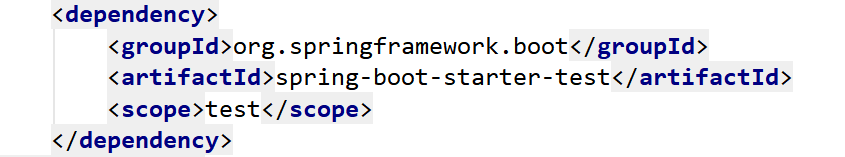 <dependency>
<groupId>org.springframework.boot</groupId>
<artifactId>spring-boot-starter-test</artifactId>
<scope>test</scope>
</dependency>